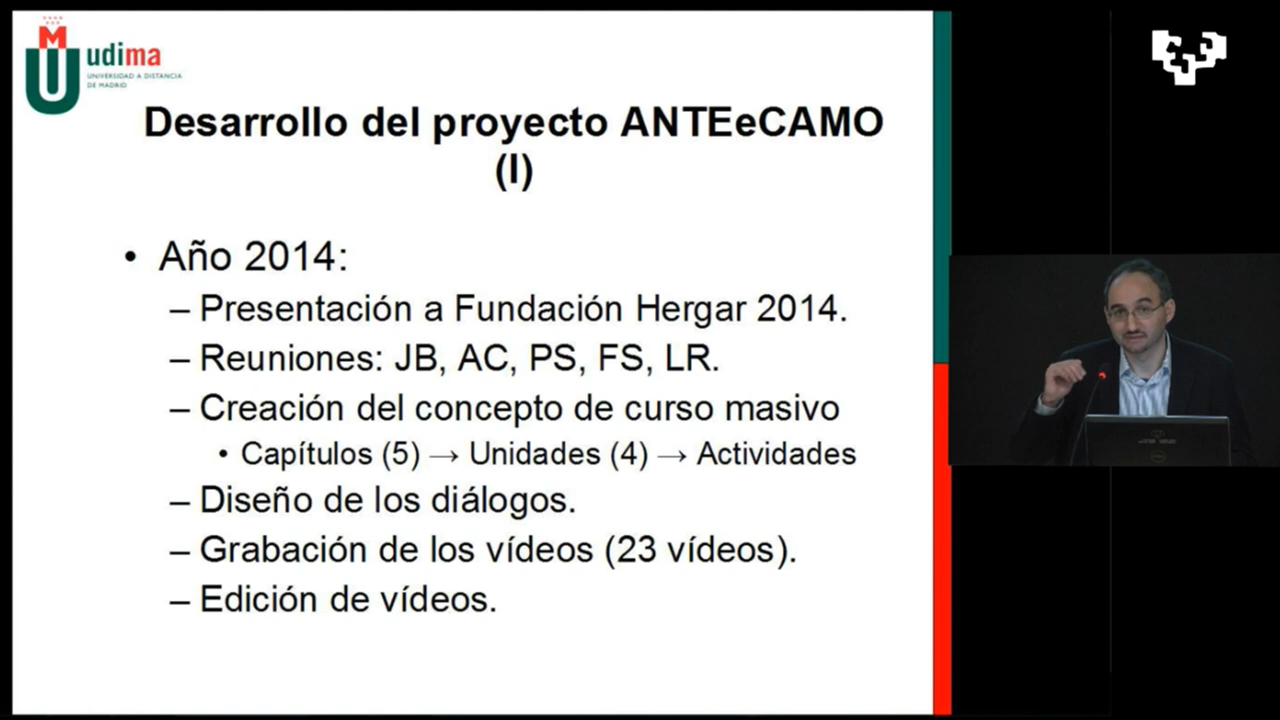 udima
UNIVERSIDAD A DISTANCIA
DE MADRID
Desarrollo del proyecto ANTEeCAMO
(I)
• Año 2014:
– Presentación a Fundación Hergar 2014.
– Reuniones: JB, AC, PS, FS, LR.
– Creación del concepto de curso masivo
• Capítulos (5) → Unidades (4) → Actividades
– Diseño de los diálogos.
– Grabación de los vídeos (23 vídeos).
– Edición de vídeos.